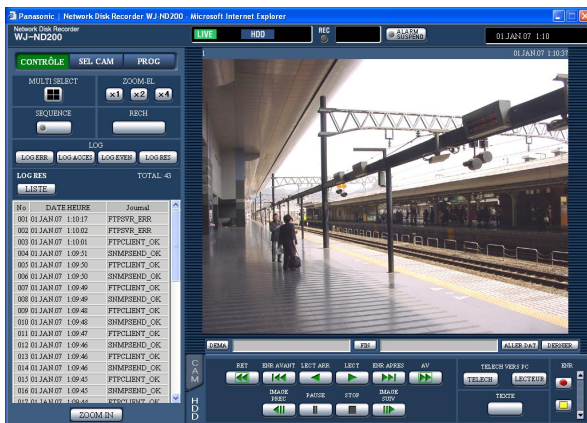 Panasonic | Network Disk Recorder WJ-ND200 - Microsoft Internet Explorer
Network Disk Recorder
WJ-ND200
LIVE
HDD
REC
ALARM
SUSPEND
01.JAN.07 1:10
CONTRÔLE
SEL CAM
PROG
1
01.JAN.07 1:10:37
MULTI SELECT
ZOOM-EL
x1
x2
x4
SEQUENCE
RECH
LOG
LOG ERR
LOG ACCES
LOG EVEN
LOG RES
LOG RES
TOTAL: 43
LISTE
No DATE HEURE Journal
001 01.JAN.07 1:10:17 FTPSVR_ERR
002 01.JAN.07 1:10:02 FTPSVR_ERR
003 01.JAN.07 1:10:01 FTPCLIENT_OK
004 01.JAN.07 1:09:51 SNMPSEND_OK
005 01.JAN.07 1:09:50 SNMPSEND_OK
006 01.JAN.07 1:09:50 FTPCLIENT_OK
007 01.JAN.07 1:09:49 SNMPSEND_OK
008 01.JAN.07 1:09:49 SNMPSEND_OK
009 01.JAN.07 1:09:48 FTPCLIENT_OK
010 01.JAN.07 1:09:48 SNMPSEND_OK
011 01.JAN.07 1:09:47 FTPCLIENT_OK
012 01.JAN.07 1:09:46 SNMPSEND_OK
013 01.JAN.07 1:09:46 FTPCLIENT_OK
014 01.JAN.07 1:09:46 SNMPSEND_OK
015 01.JAN.07 1:09:45 FTPCLIENT_OK
016 01.JAN.07 1:09:45 SNMPSEND_OK
017 01.JAN.07 1:09:44 FTPCLIENT_OK
ZOOM IN
DEMA
FIN
ALLER DAT
DERNIER
CAM
HDD
RET
ENR AVANT
LECT ARR
LECT
ENR APRES
AV
IMAGE
PREC
PAUSE
STOP
IMAGE
SUIV
TELECH VERS PC
TELECH
LECTEUR
TEXTE
ENR